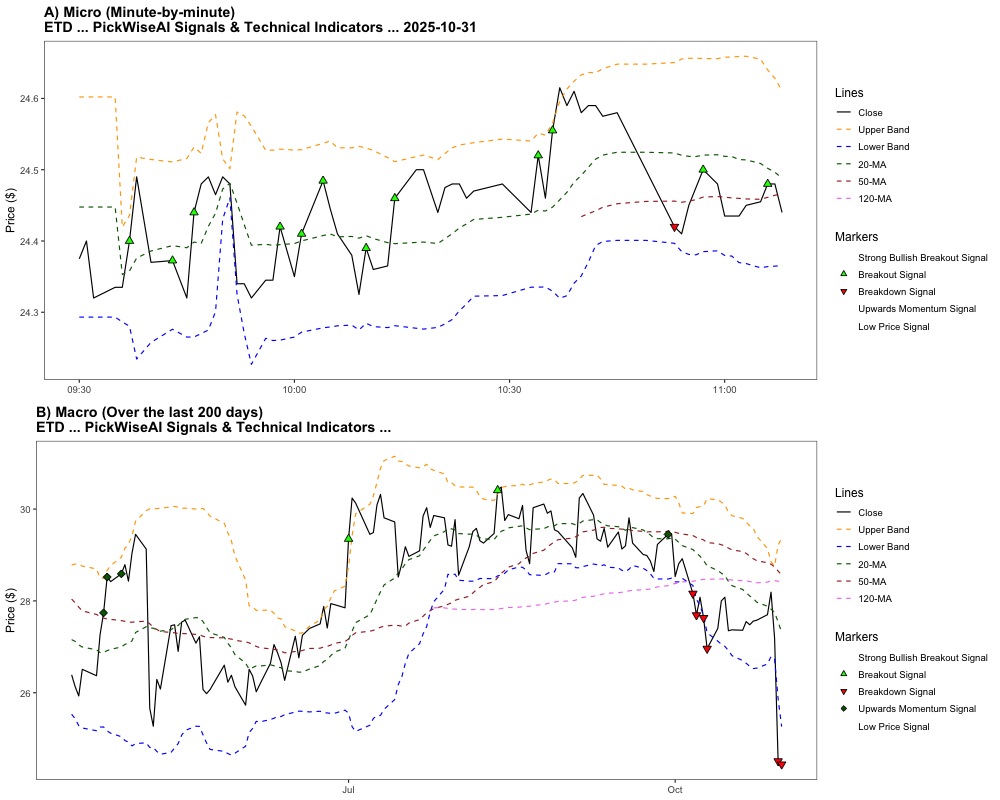 A) Micro (Minute-by-minute)
ETD ... PickWiseAI Signals & Technical Indicators ... 2025-10-31
Price ($)
24.6
24.5
24.4
24.3
09:30
10:00
10:30
11:00
Lines
Close
Upper Band
Lower Band
20-MA
50-MA
120-MA
Markers
Strong Bullish Breakout Signal
Breakout Signal
Breakdown Signal
Upwards Momentum Signal
Low Price Signal
B) Macro (Over the last 200 days)
ETD ... PickWiseAI Signals & Technical Indicators ...
Price ($)
30
28
26
Jul
Oct
Lines
Close
Upper Band
Lower Band
20-MA
50-MA
120-MA
Markers
Strong Bullish Breakout Signal
Breakout Signal
Breakdown Signal
Upwards Momentum Signal
Low Price Signal